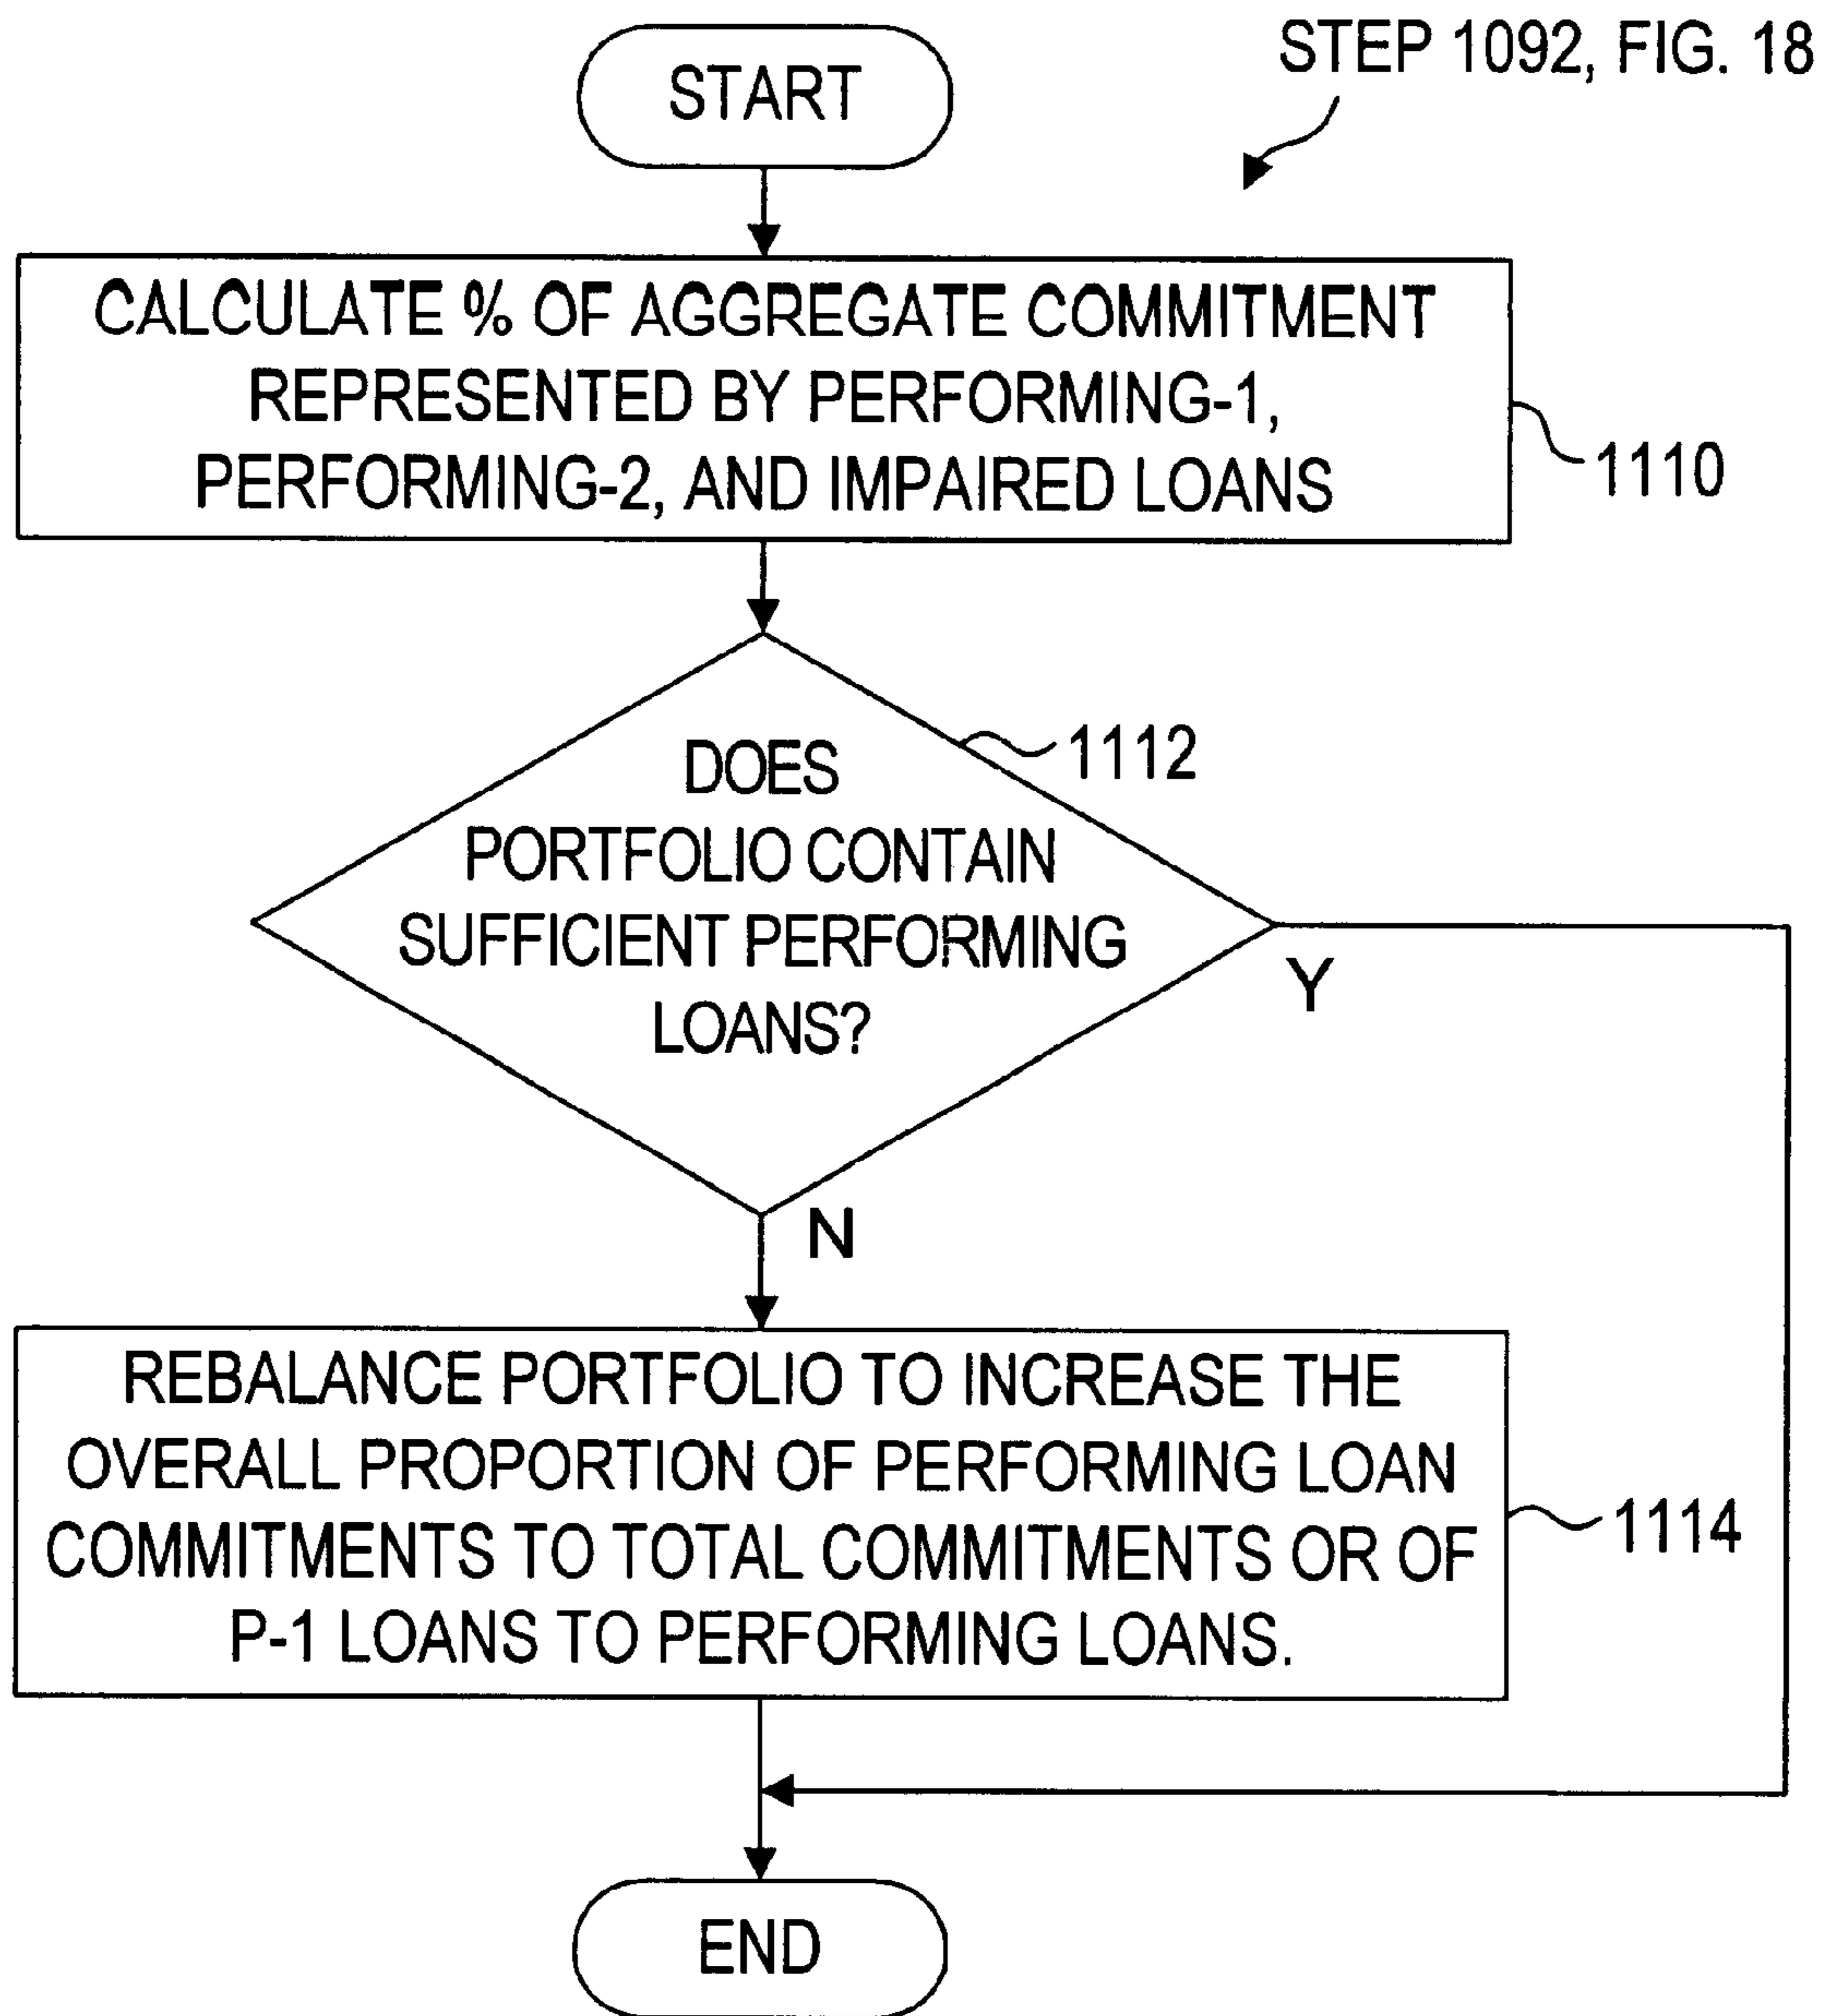 STEP 1092, FIG. 18
START
CALCULATE % OF AGGREGATE COMMITMENT
REPRESENTED BY PERFORMING-1,
PERFORMING-2, AND IMPAIRED LOANS
1110
1112
DOES
PORTFOLIO CONTAIN
SUFFICIENT PERFORMING
LOANS?
Y
N
REBALANCE PORTFOLIO TO INCREASE THE
OVERALL PROPORTION OF PERFORMING LOAN
COMMITMENTS TO TOTAL COMMITMENTS OR OF
P-1 LOANS TO PERFORMING LOANS.
1114
END